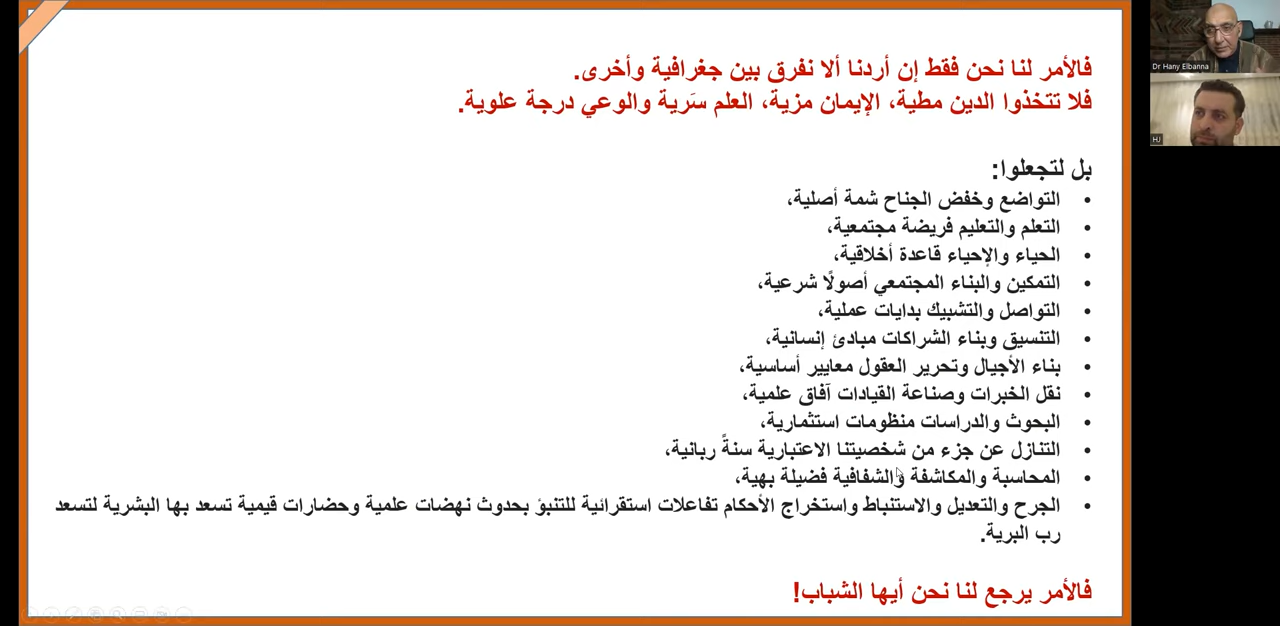 فالأمر لنا نحن فقط إن أردنا ألا نفرق بين جغرافية وأخرى.
فلا تتخذوا الدين مطية، الإيمان مزية، العلم سَرية والوعي درجة علوية.
بل لتجعلوا:
• التواضع وخفض الجناح شمة أصلية،
• التعلم والتعليم فريضة مجتمعية،
• الحياء والإحياء قاعدة أخلاقية،
• التمكين والبناء المجتمعي أصولًا شرعية،
• التواصل والتشبيك بدايات عملية،
• التنسيق وبناء الشراكات مبادئ إنسانية،
• بناء الأجيال وتحرير العقول معايير أساسية،
• نقل الخبرات وصناعة القيادات آفاق علمية،
• البحوث والدراسات منظومات استثمارية،
• التنازل عن جزء من شخصيتنا الاعتبارية سنةً ربانية،
• المحاسبة والمكاشفة والشفافية فضيلة بهية،
• الجرح والتعديل والاستنباط واستخراج الأحكام تفاعلات استقرائية للتنبؤ بحدوث نهضات علمية وحضارات قيمية تسعد بها البشرية لتسعد
رب البرية.
فالأمر يرجع لنا نحن أيها الشباب!
Dr Hany Elbanna
HJ